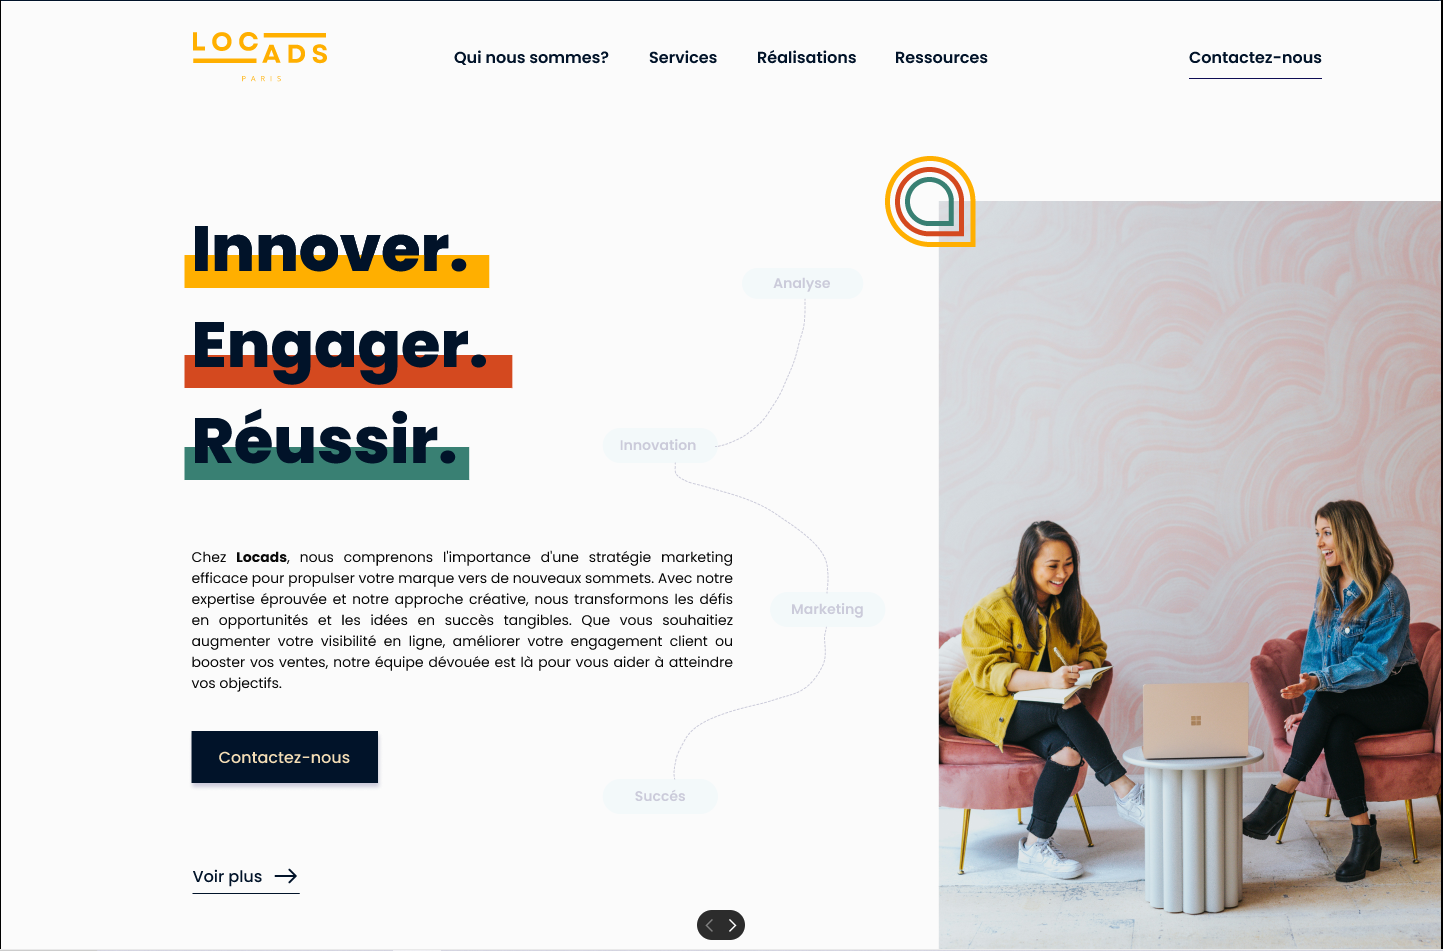 LOCADS
PARIS
Qui nous sommes?
Services
Réalisations
Ressources
Contactez-nous
Innover.
Engager.
Réussir.
Analyse
Innovation
Marketing
Succés
Chez Locads, nous comprenons l'importance d'une stratégie marketing
efficace pour propulser votre marque vers de nouveaux sommets. Avec notre
expertise éprouvée et notre approche créative, nous transformons les défis
en opportunités et les idées en succès tangibles. Que vous souhaitiez
augmenter votre visibilité en ligne, améliorer votre engagement client ou
booster vos ventes, notre équipe dévouée est là pour vous aider à atteindre
vos objectifs.
Contactez-nous
Voir plus